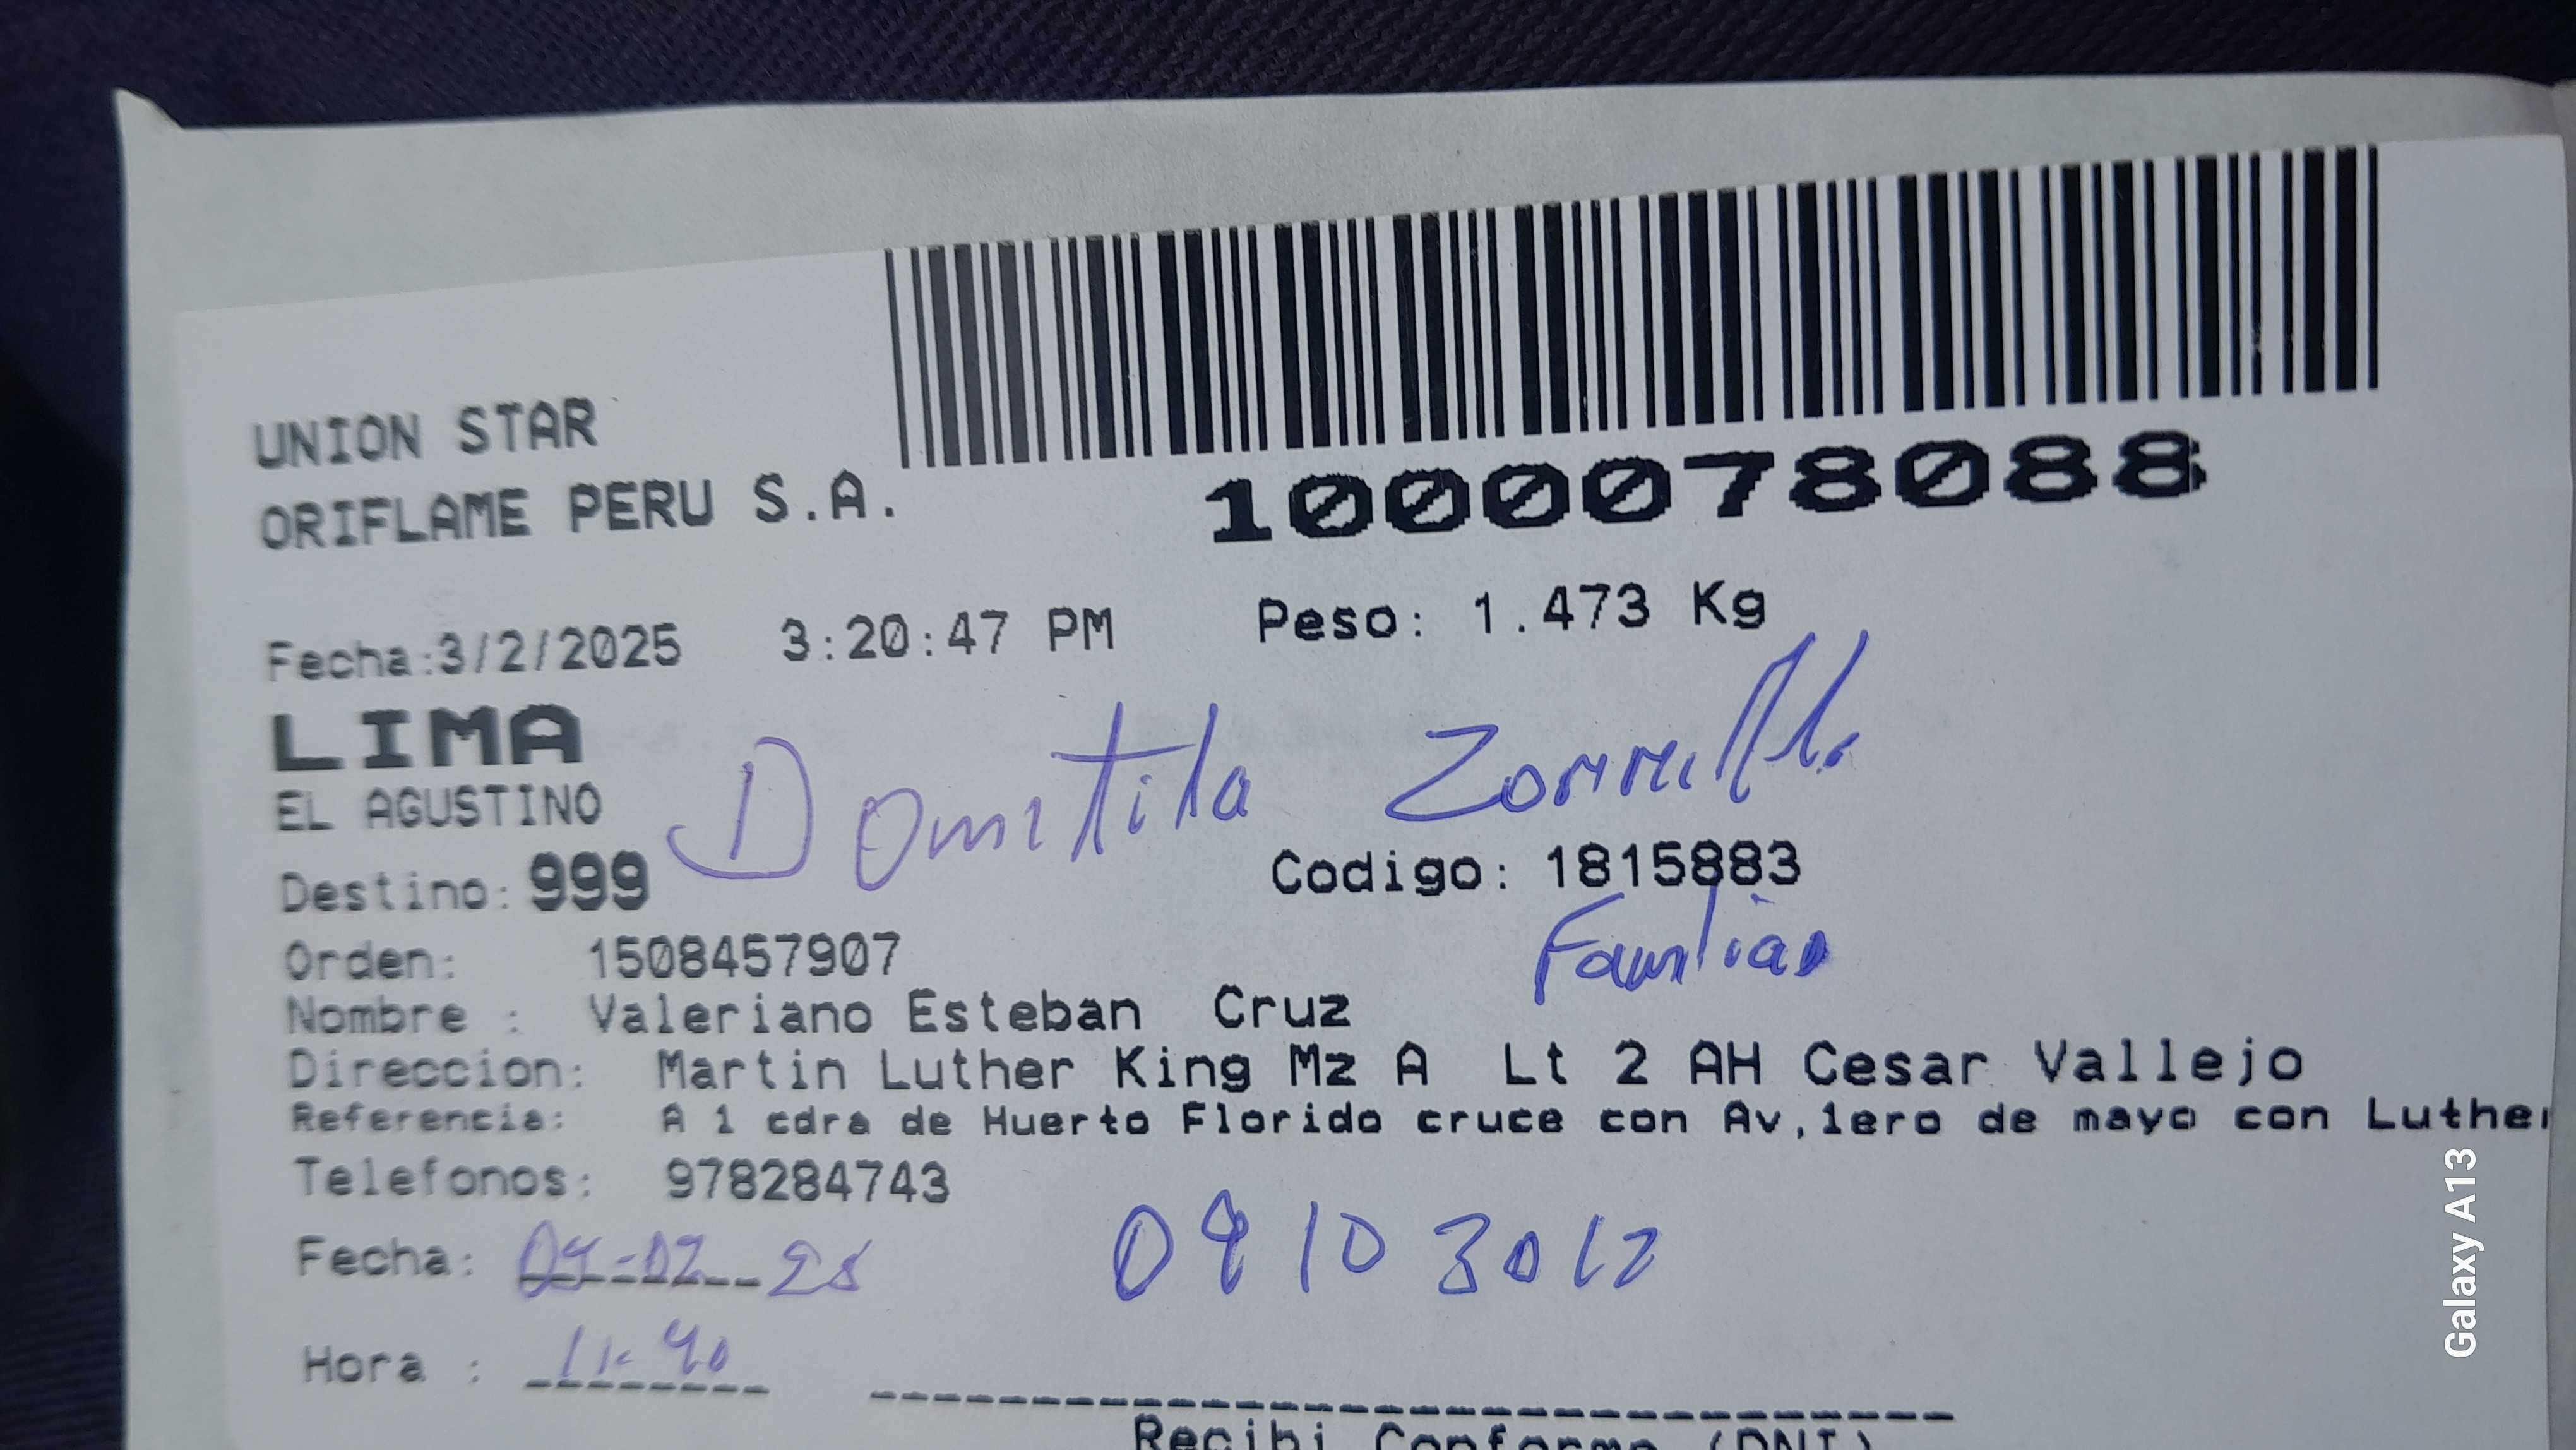 UNION STAR
ORIFLAME PERU S.A.
1000078088
Fecha:3/2/2025 3:20:47 PM Peso: 1.473 Kg
LIMA
EL AGUSTINO
Domitila Zorrilla
Destino: 999 Codigo: 1815883
Familiar
Orden: 1508457907
Nombre : Valeriano Esteban Cruz
Direccion: Martin Luther King Mz A Lt 2 AH Cesar Vallejo
Referencia: A 1 cdra de Huerto Florido cruce con Av,1ero de mayo con Luther
Telefonos: 978284743
Fecha: 04-02-25
Hora : 11:40
Recibi Conforme (DNI)
Galaxy A13